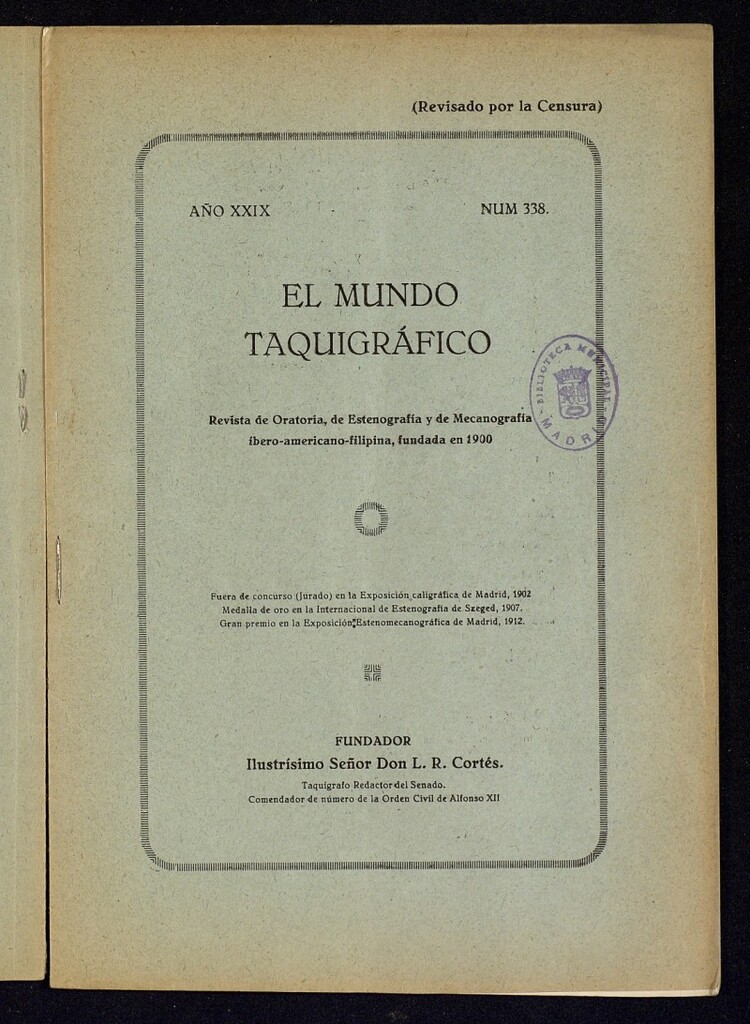 (Revisado por la Censura)
AÑO XXIX
NUM 338.
EL MUNDO
TAQUIGRÁFICO
Revista de Oratoria, de Estenografía y de Mecanografía
íbero-americano-filipina, fundada en 1900
BIBLIOTECA MUNICIPAL
MADRID
Fuera de concurso (Jurado) en la Exposición caligráfica de Madrid, 1902
Medalla de oro en la Internacional de Estenografía de Szeged, 1907.
Gran premio en la Exposición Estenomecanográfica de Madrid, 1912.
FUNDADOR
Ilustrísimo Señor Don L. R. Cortés.
Taquígrafo Redactor del Senado.
Comendador de número de la Orden Civil de Alfonso XII